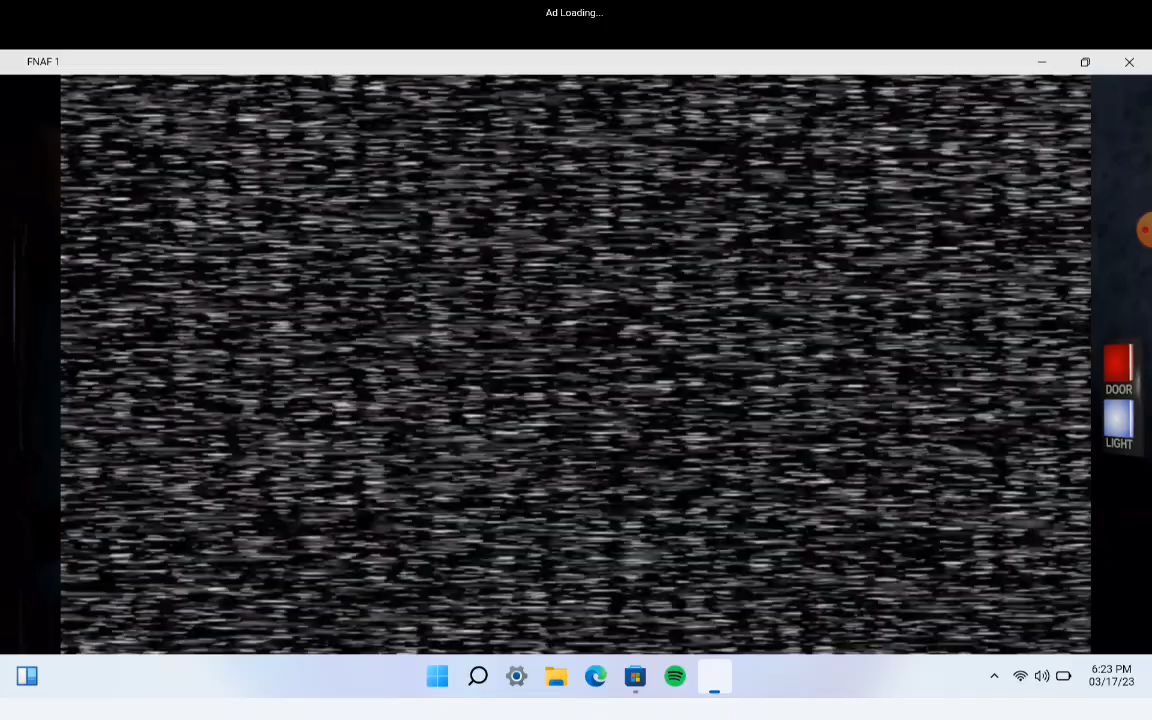 Ad Loading...
FNAF 1
DOOR
LIGHT
6:23 PM
03/17/23